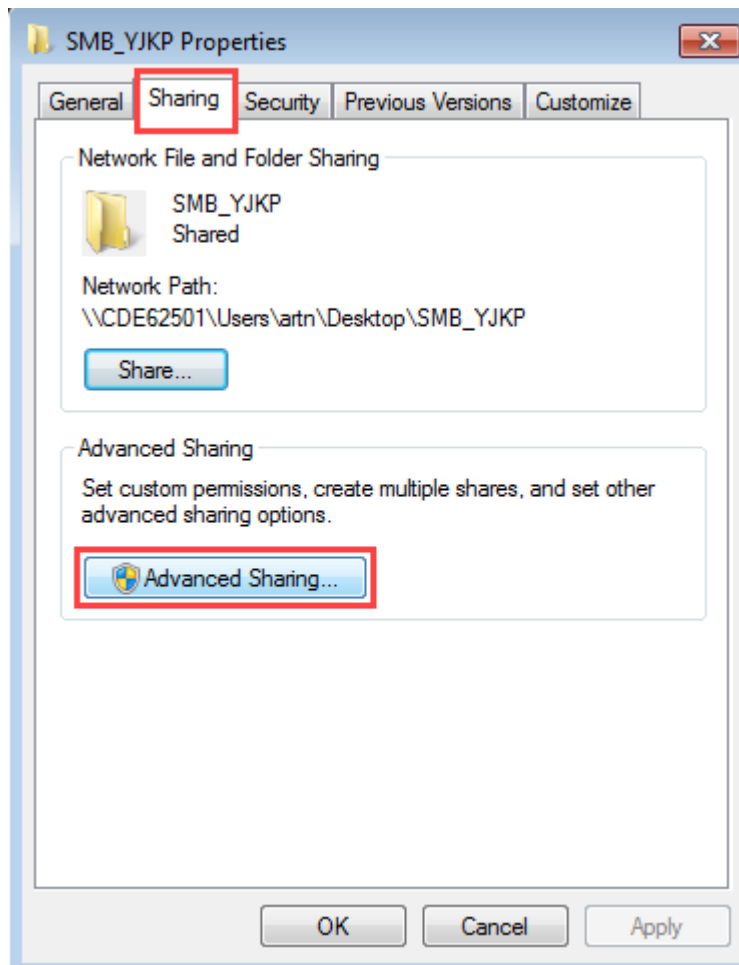 SMB_YJKP Properties
General Sharing Security Previous Versions Customize
Network File and Folder Sharing
SMB_YJKP
Shared
Network Path:
\\CDE62501\Users\artn\Desktop\SMB_YJKP
Share...
Advanced Sharing
Set custom permissions, create multiple shares, and set other
advanced sharing options.
Advanced Sharing...
OK Cancel Apply